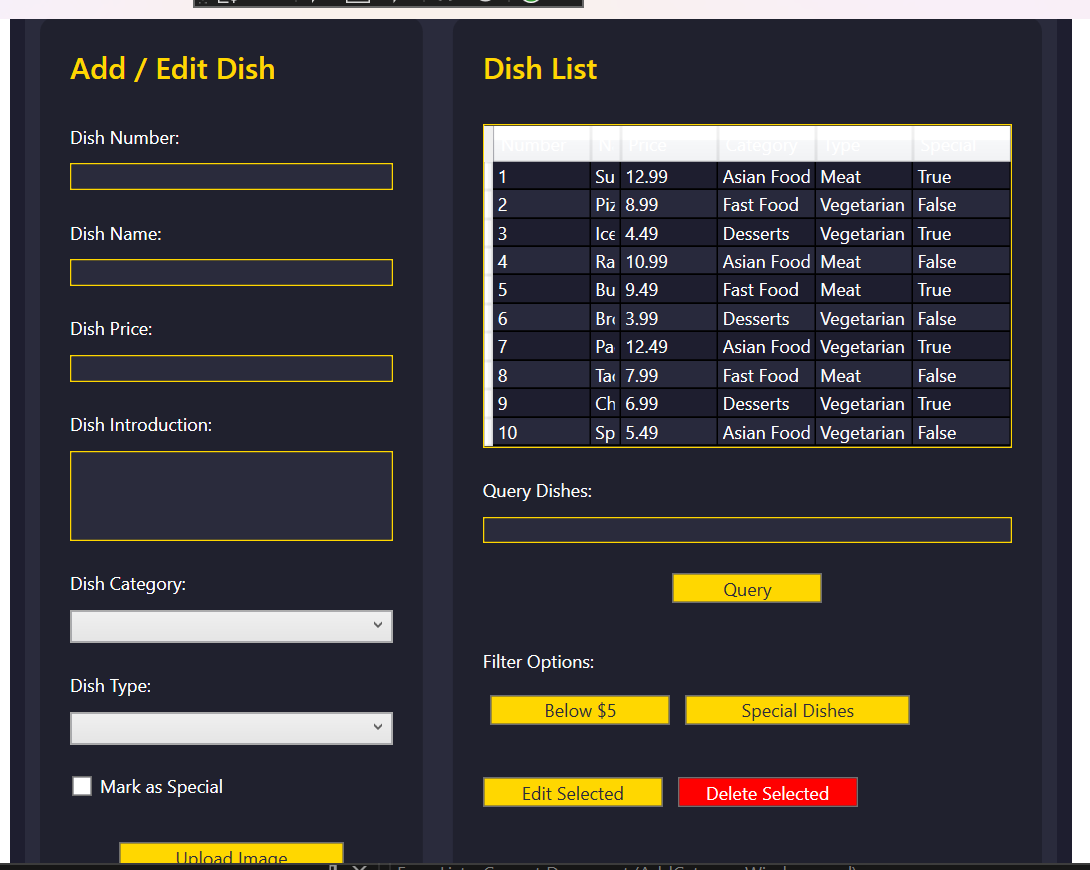 Add / Edit Dish
Dish Number:
Dish Name:
Dish Price:
Dish Introduction:
Dish Category:
Dish Type:
Mark as Special
Upload Image
Dish List
Number N Price Category Type Special
1 Su 12.99 Asian Food Meat True
2 Piz 8.99 Fast Food Vegetarian False
3 Ice 4.49 Desserts Vegetarian True
4 Ra 10.99 Asian Food Meat False
5 Bu 9.49 Fast Food Meat True
6 Bro 3.99 Desserts Vegetarian False
7 Pa 12.49 Asian Food Vegetarian True
8 Tac 7.99 Fast Food Meat False
9 Ch 6.99 Desserts Vegetarian True
10 Sp 5.49 Asian Food Vegetarian False
Query Dishes:
Query
Filter Options:
Below $5
Special Dishes
Edit Selected
Delete Selected